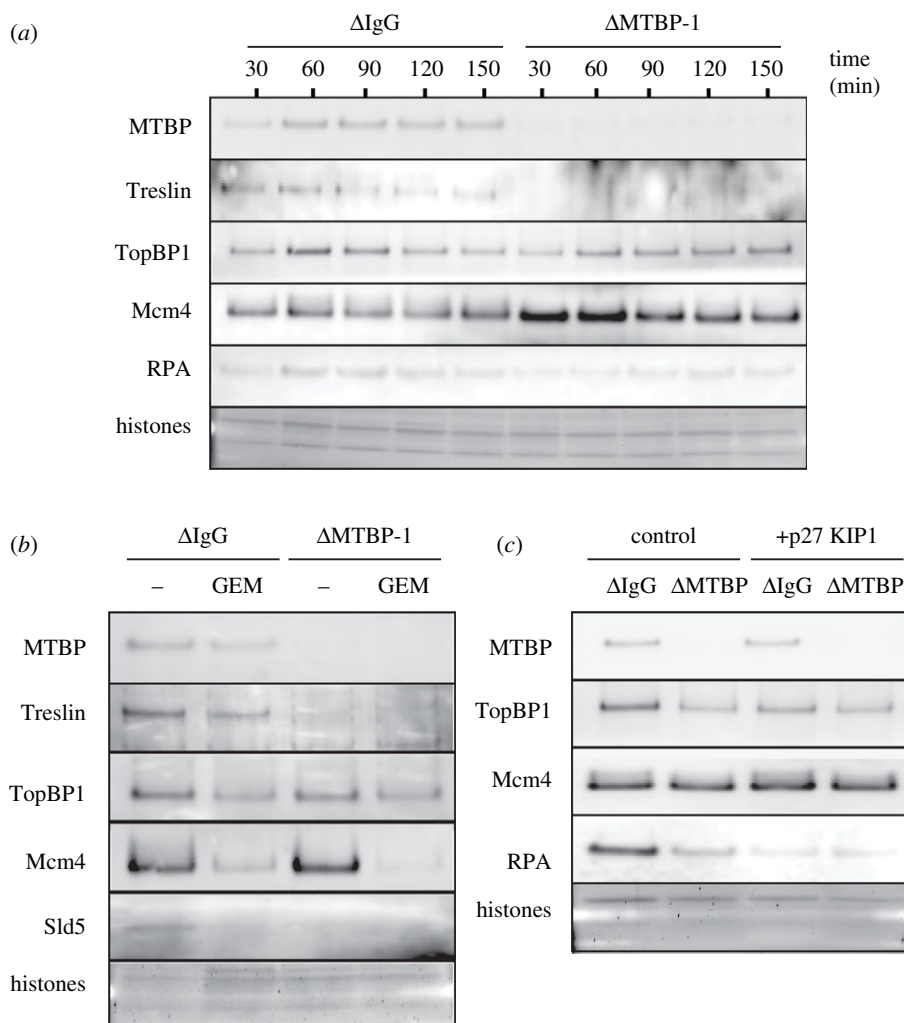 (a)
ΔIgG ΔMTBP-1
30 60 90 120 150 30 60 90 120 150 time
(min)
MTBP
Treslin
TopBP1
Mcm4
RPA
histones
(b)
ΔIgG ΔMTBP-1
– GEM – GEM
MTBP
Treslin
TopBP1
Mcm4
Sld5
histones
(c)
control +p27 KIP1
ΔIgG ΔMTBP ΔIgG ΔMTBP
MTBP
TopBP1
Mcm4
RPA
histones